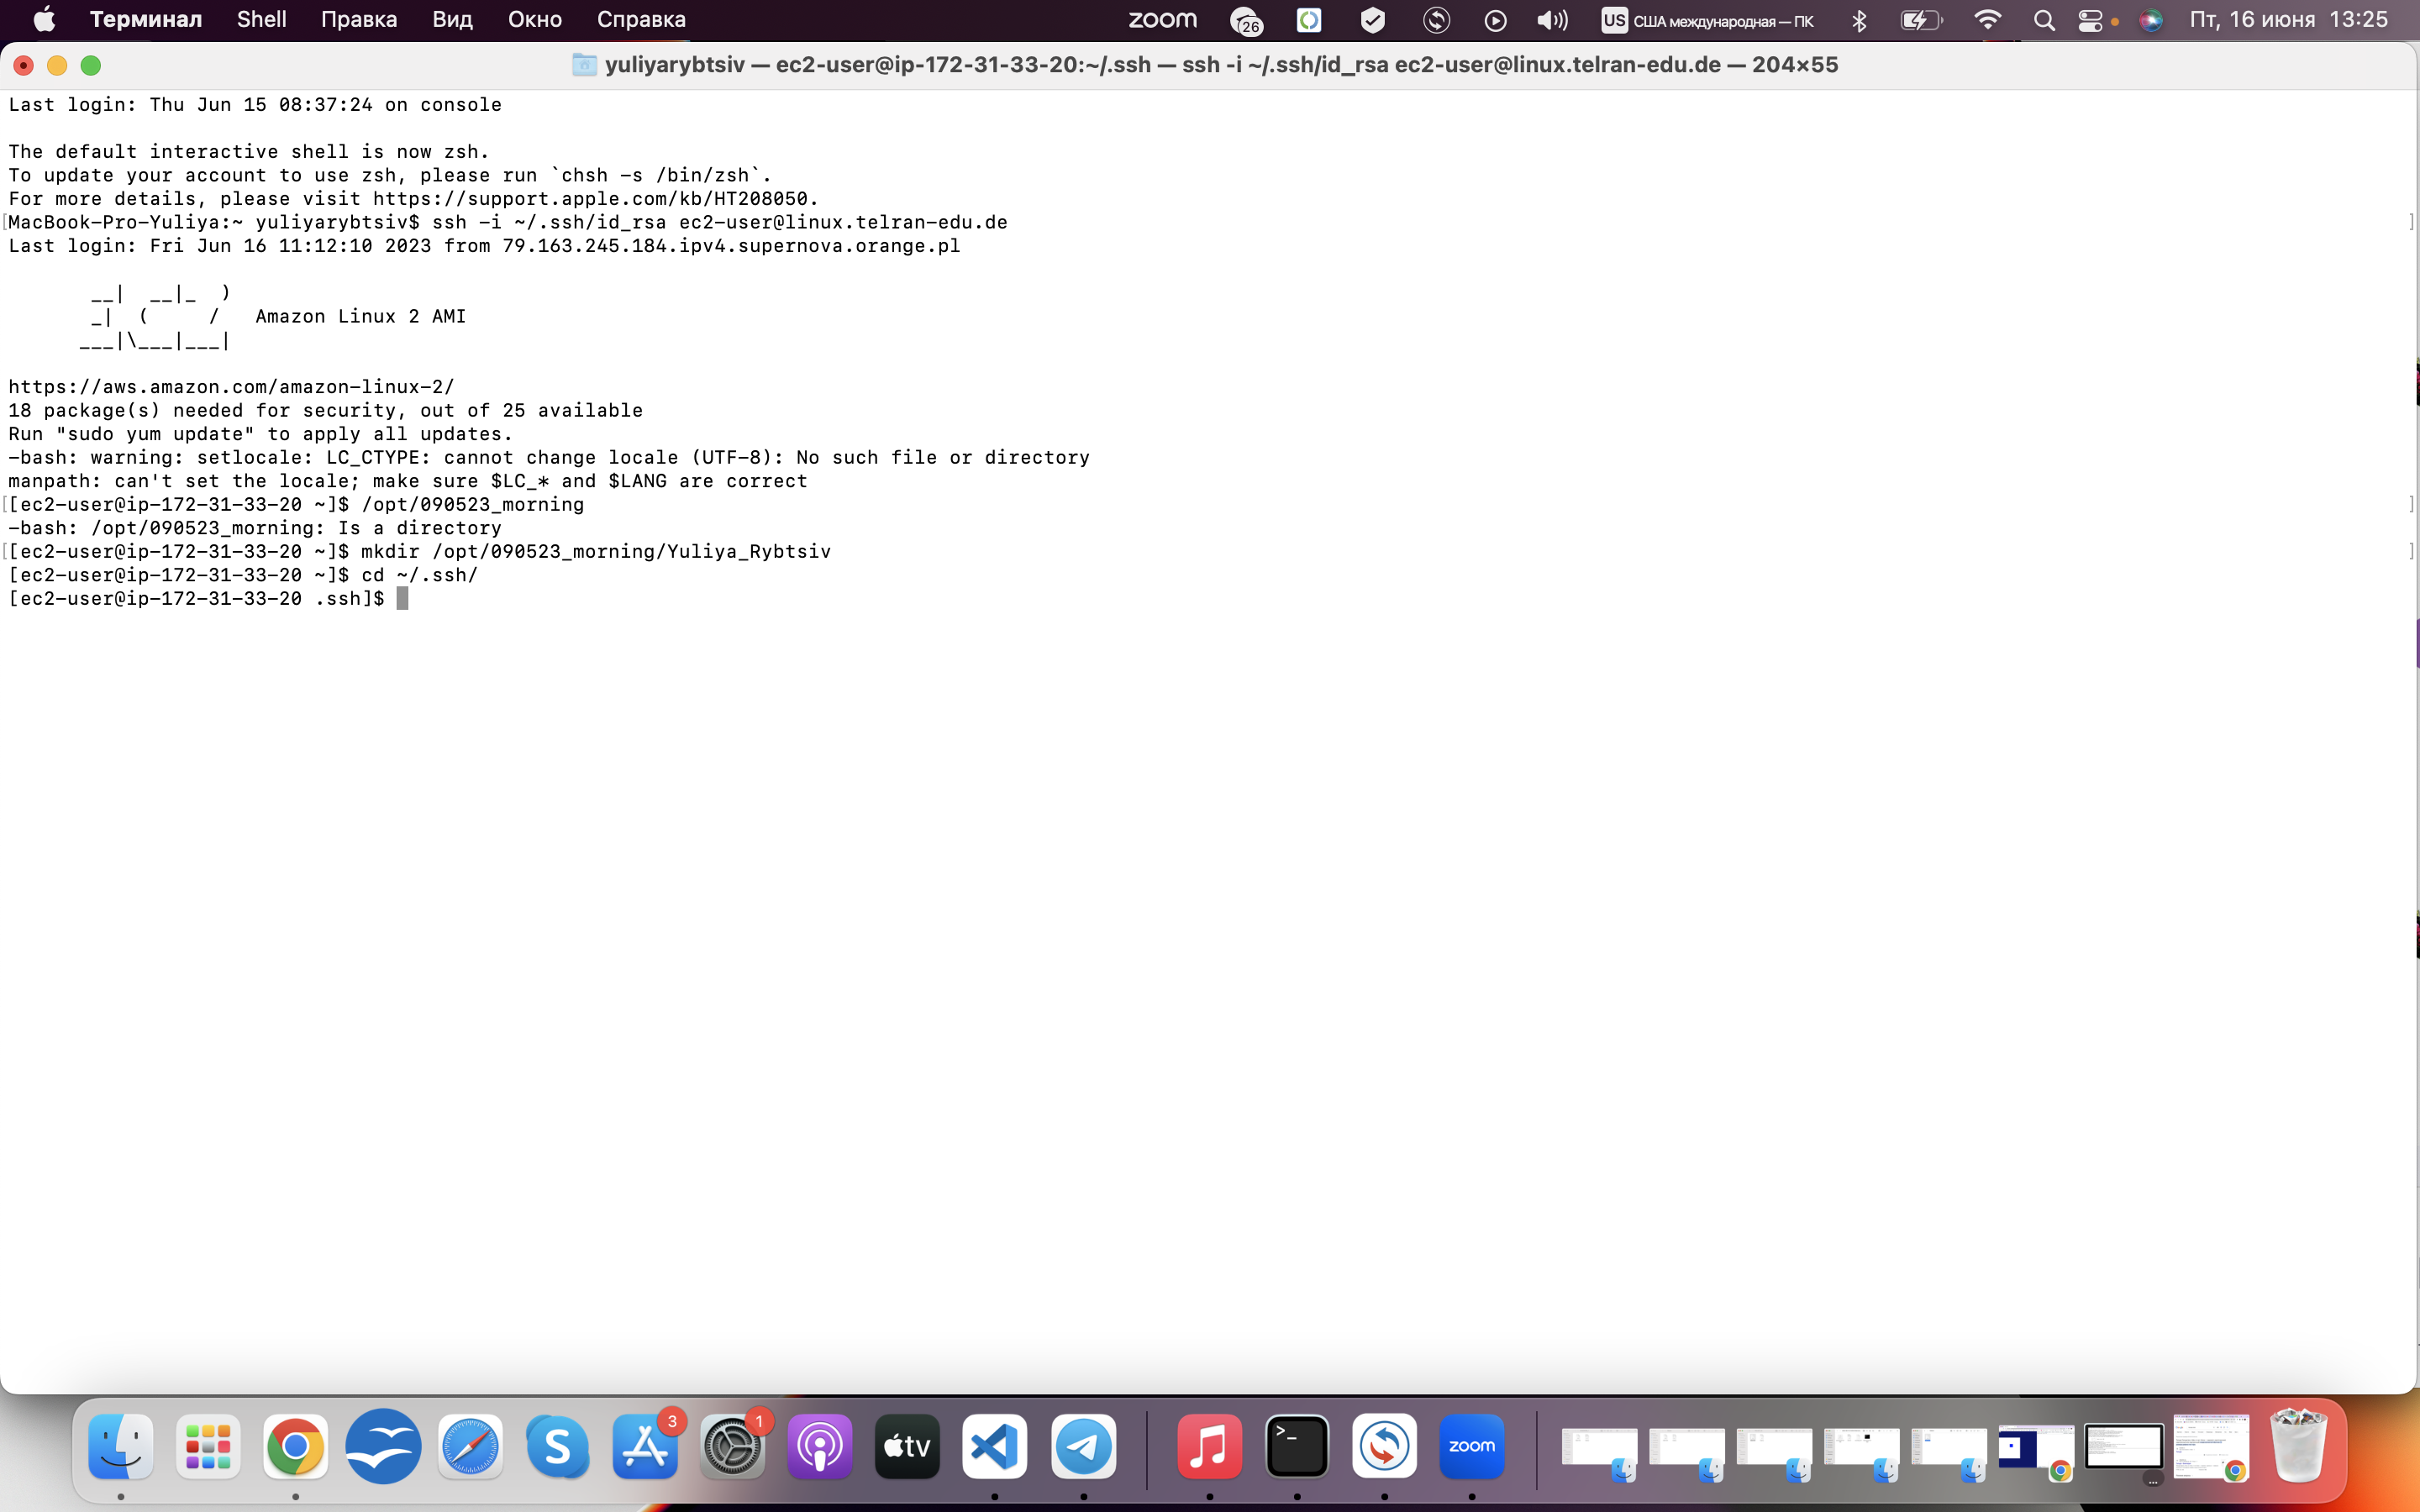 Терминал Shell Правка Вид Окно Справка zoom 26 US США международная — ПК Пт, 16 июня 13:25
yuliyarybtsiv — ec2-user@ip-172-31-33-20:~/.ssh — ssh -i ~/.ssh/id_rsa ec2-user@linux.telran-edu.de — 204×55
Last login: Thu Jun 15 08:37:24 on console
The default interactive shell is now zsh.
To update your account to use zsh, please run `chsh -s /bin/zsh`.
For more details, please visit https://support.apple.com/kb/HT208050.
[MacBook-Pro-Yuliya:~ yuliyarybtsiv$ ssh -i ~/.ssh/id_rsa ec2-user@linux.telran-edu.de ]
Last login: Fri Jun 16 11:12:10 2023 from 79.163.245.184.ipv4.supernova.orange.pl
       __|  __|_  )
       _|  (     /   Amazon Linux 2 AMI
      ___|\___|___|
https://aws.amazon.com/amazon-linux-2/
18 package(s) needed for security, out of 25 available
Run "sudo yum update" to apply all updates.
-bash: warning: setlocale: LC_CTYPE: cannot change locale (UTF-8): No such file or directory
manpath: can't set the locale; make sure $LC_* and $LANG are correct
[[ec2-user@ip-172-31-33-20 ~]$ /opt/090523_morning ]
-bash: /opt/090523_morning: Is a directory
[[ec2-user@ip-172-31-33-20 ~]$ mkdir /opt/090523_morning/Yuliya_Rybtsiv ]
[ec2-user@ip-172-31-33-20 ~]$ cd ~/.ssh/
[ec2-user@ip-172-31-33-20 .ssh]$
3 1 tv zoom